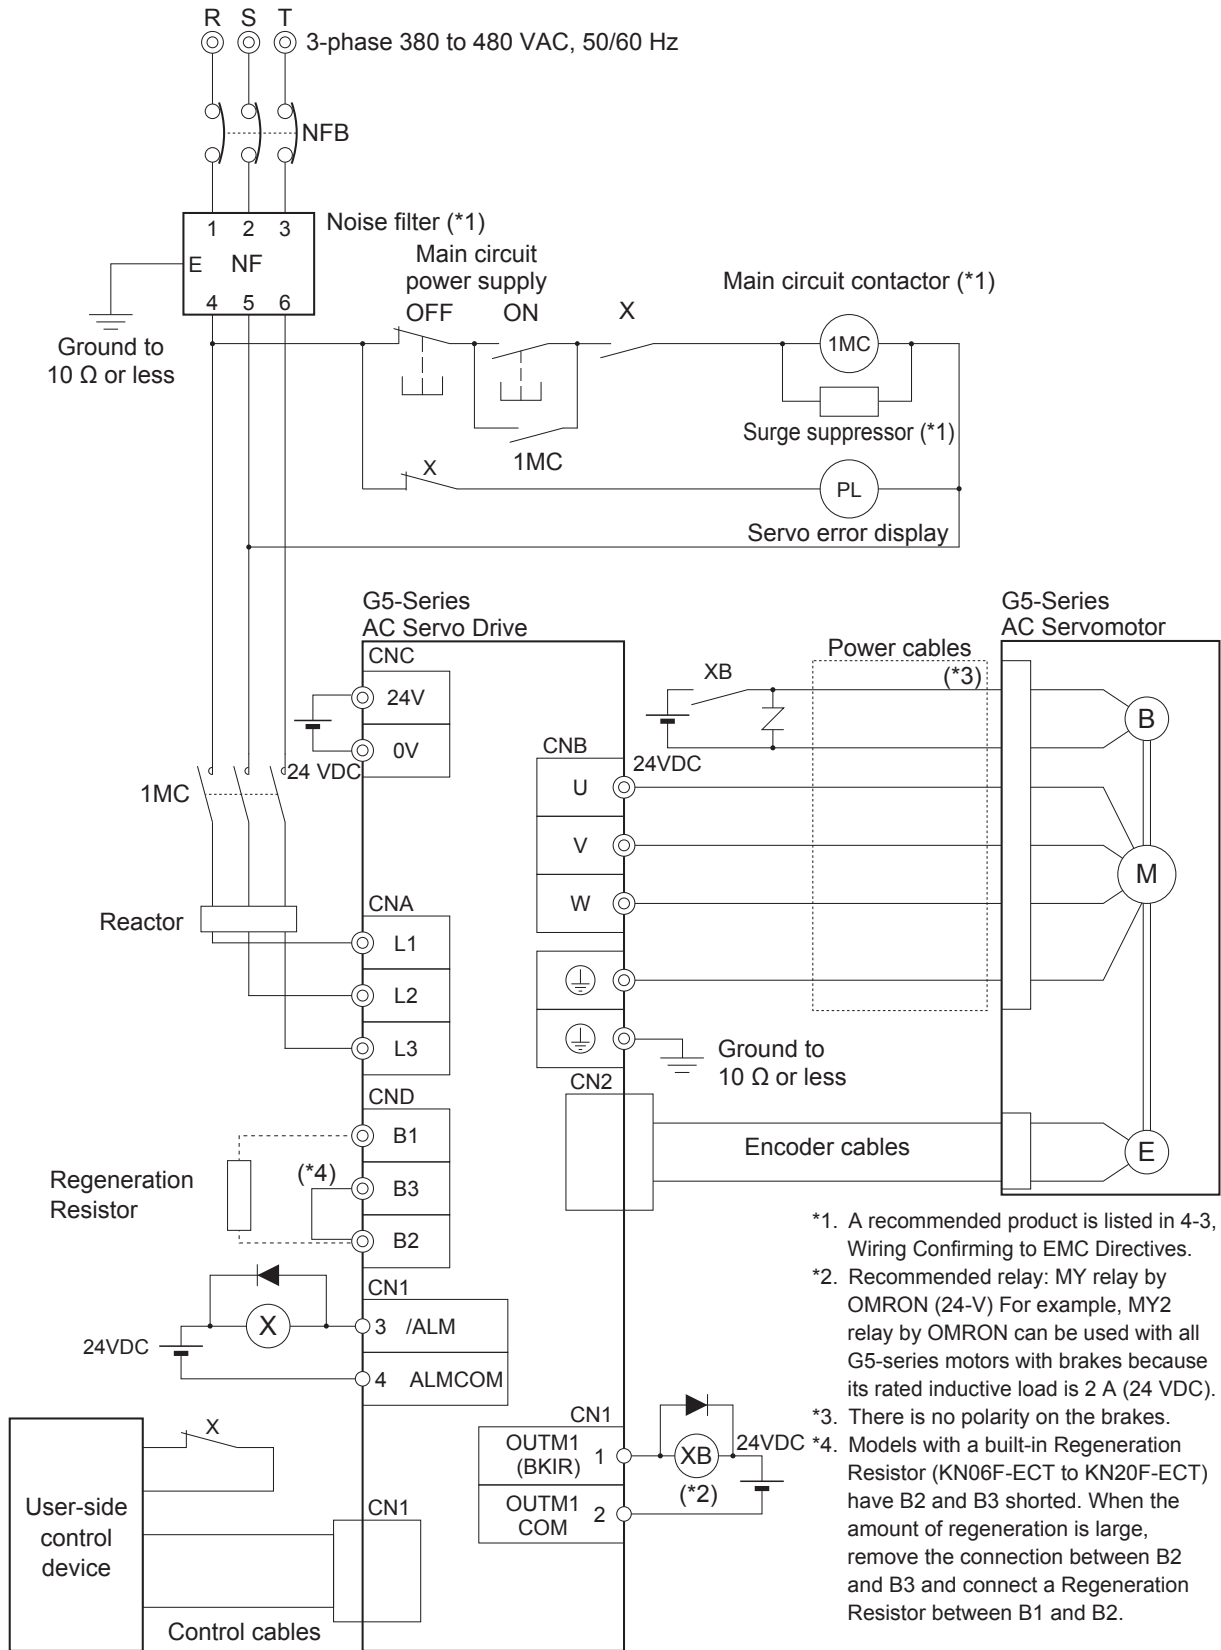 R S T
3-phase 380 to 480 VAC, 50/60 Hz
NFB
1 2 3
Noise filter (*1)
E NF
4 5 6
Ground to
10 Ω or less
Main circuit
power supply
OFF ON X
Main circuit contactor (*1)
1MC
Surge suppressor (*1)
1MC
X
PL
Servo error display
G5-Series
AC Servo Drive
G5-Series
AC Servomotor
CNC
24V
0V
24 VDC
1MC
Reactor
CNA
L1
L2
L3
CND
B1
B3
B2
(*4)
Regeneration
Resistor
CN1
3 /ALM
4 ALMCOM
X
24VDC
XB
24VDC
Power cables
(*3)
B
CNB
U
V
W
M
Ground to
10 Ω or less
CN2
Encoder cables
E
CN1
OUTM1
(BKIR) 1
OUTM1
COM 2
XB
(*2)
24VDC
X
User-side
control
device
CN1
Control cables
*1. A recommended product is listed in 4-3,
Wiring Confirming to EMC Directives.
*2. Recommended relay: MY relay by
OMRON (24-V) For example, MY2
relay by OMRON can be used with all
G5-series motors with brakes because
its rated inductive load is 2 A (24 VDC).
*3. There is no polarity on the brakes.
*4. Models with a built-in Regeneration
Resistor (KN06F-ECT to KN20F-ECT)
have B2 and B3 shorted. When the
amount of regeneration is large,
remove the connection between B2
and B3 and connect a Regeneration
Resistor between B1 and B2.